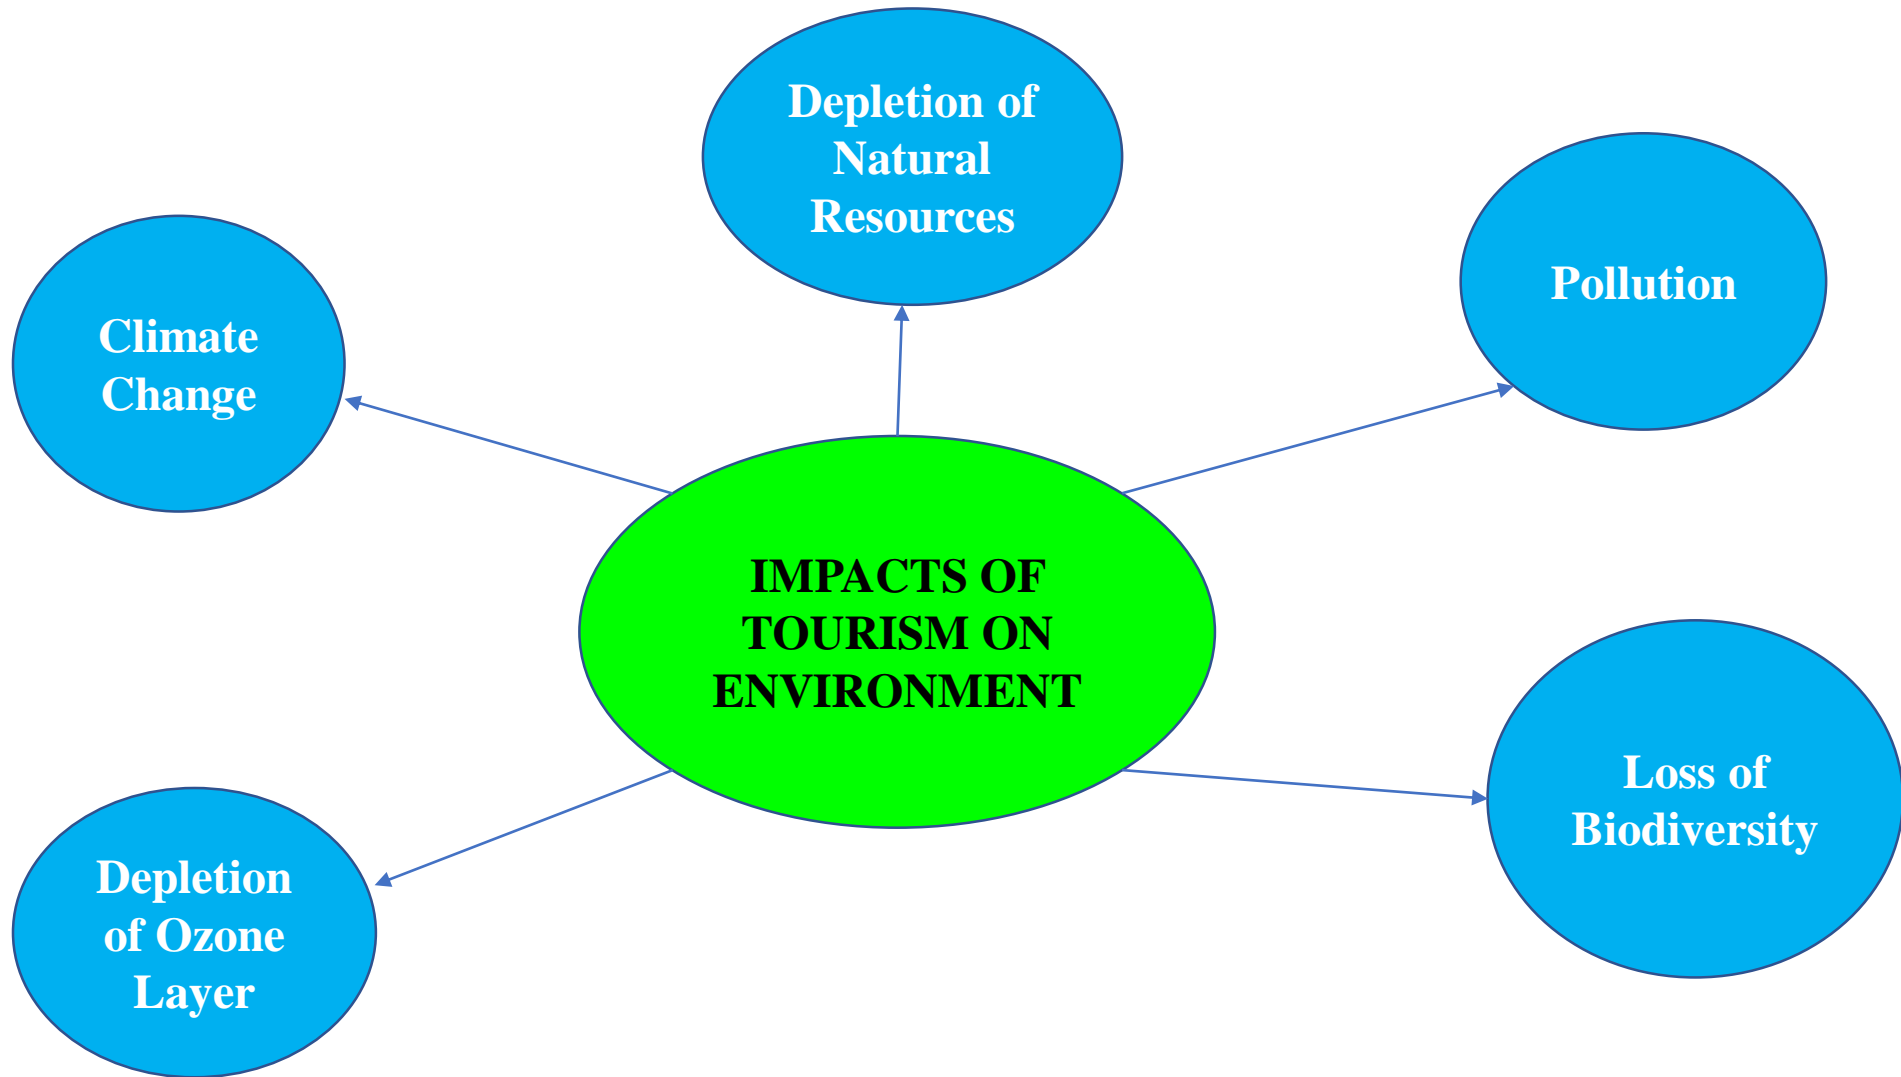 Depletion of
Natural
Resources
Pollution
Climate
Change
IMPACTS OF
TOURISM ON
ENVIRONMENT
Loss of
Biodiversity
Depletion
of Ozone
Layer